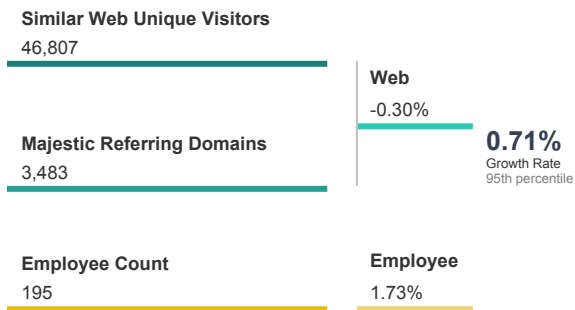 Similar Web Unique Visitors
46,807
Web
-0.30%
Majestic Referring Domains
3,483
0.71%
Growth Rate
95th percentile
Employee Count
195
Employee
1.73%